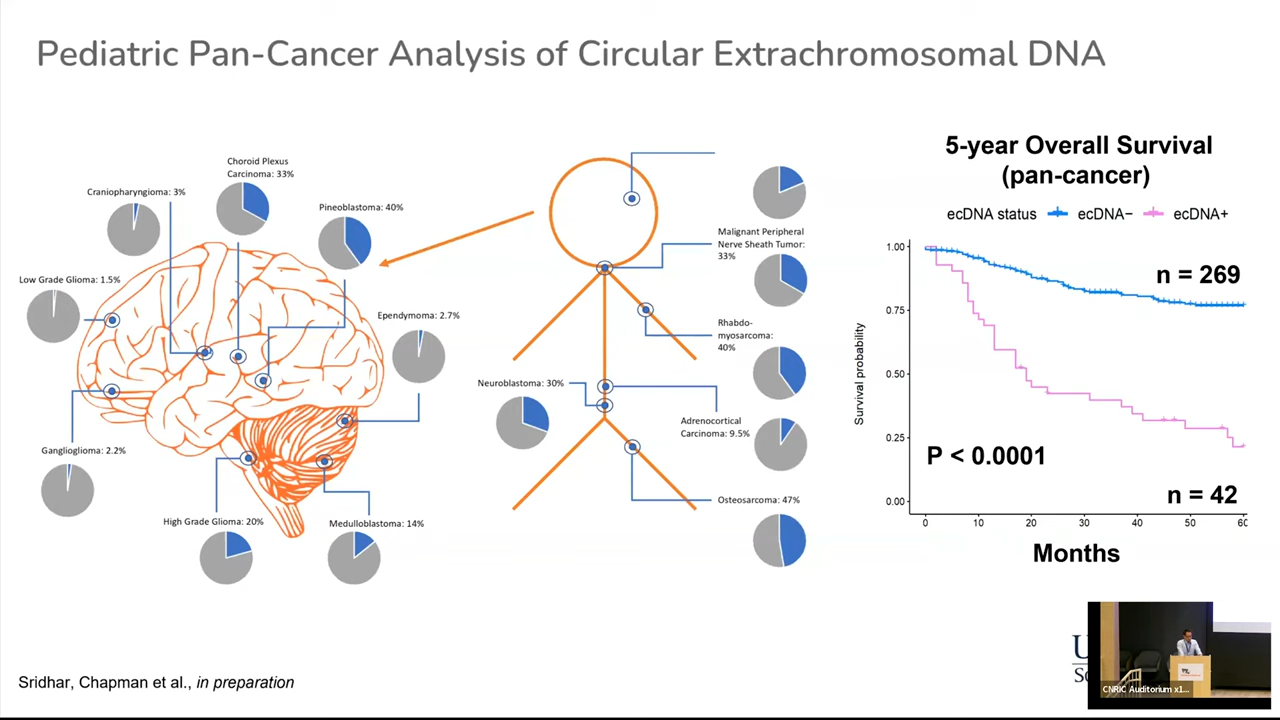 Pediatric Pan-Cancer Analysis of Circular Extrachromosomal DNA
Choroid Plexus
Carcinoma: 33%
Craniopharyngioma: 3%
Pineoblastoma: 40%
Low Grade Glioma: 1.5%
Ependymoma: 2.7%
Ganglioglioma: 2.2%
High Grade Glioma: 20%
Medulloblastoma: 14%
Malignant Peripheral
Nerve Sheath Tumor:
33%
Rhabdo-
myosarcoma:
40%
Neuroblastoma: 30%
Adrenocortical
Carcinoma: 9.5%
Osteosarcoma: 47%
5-year Overall Survival
(pan-cancer)
ecDNA status ecDNA− ecDNA+
1.00
0.75
0.50
0.25
0.00
Survival probability
n = 269
P < 0.0001
n = 42
0 10 20 30 40 50 60
Months
Sridhar, Chapman et al., in preparation
CNRIC Auditorium x1...